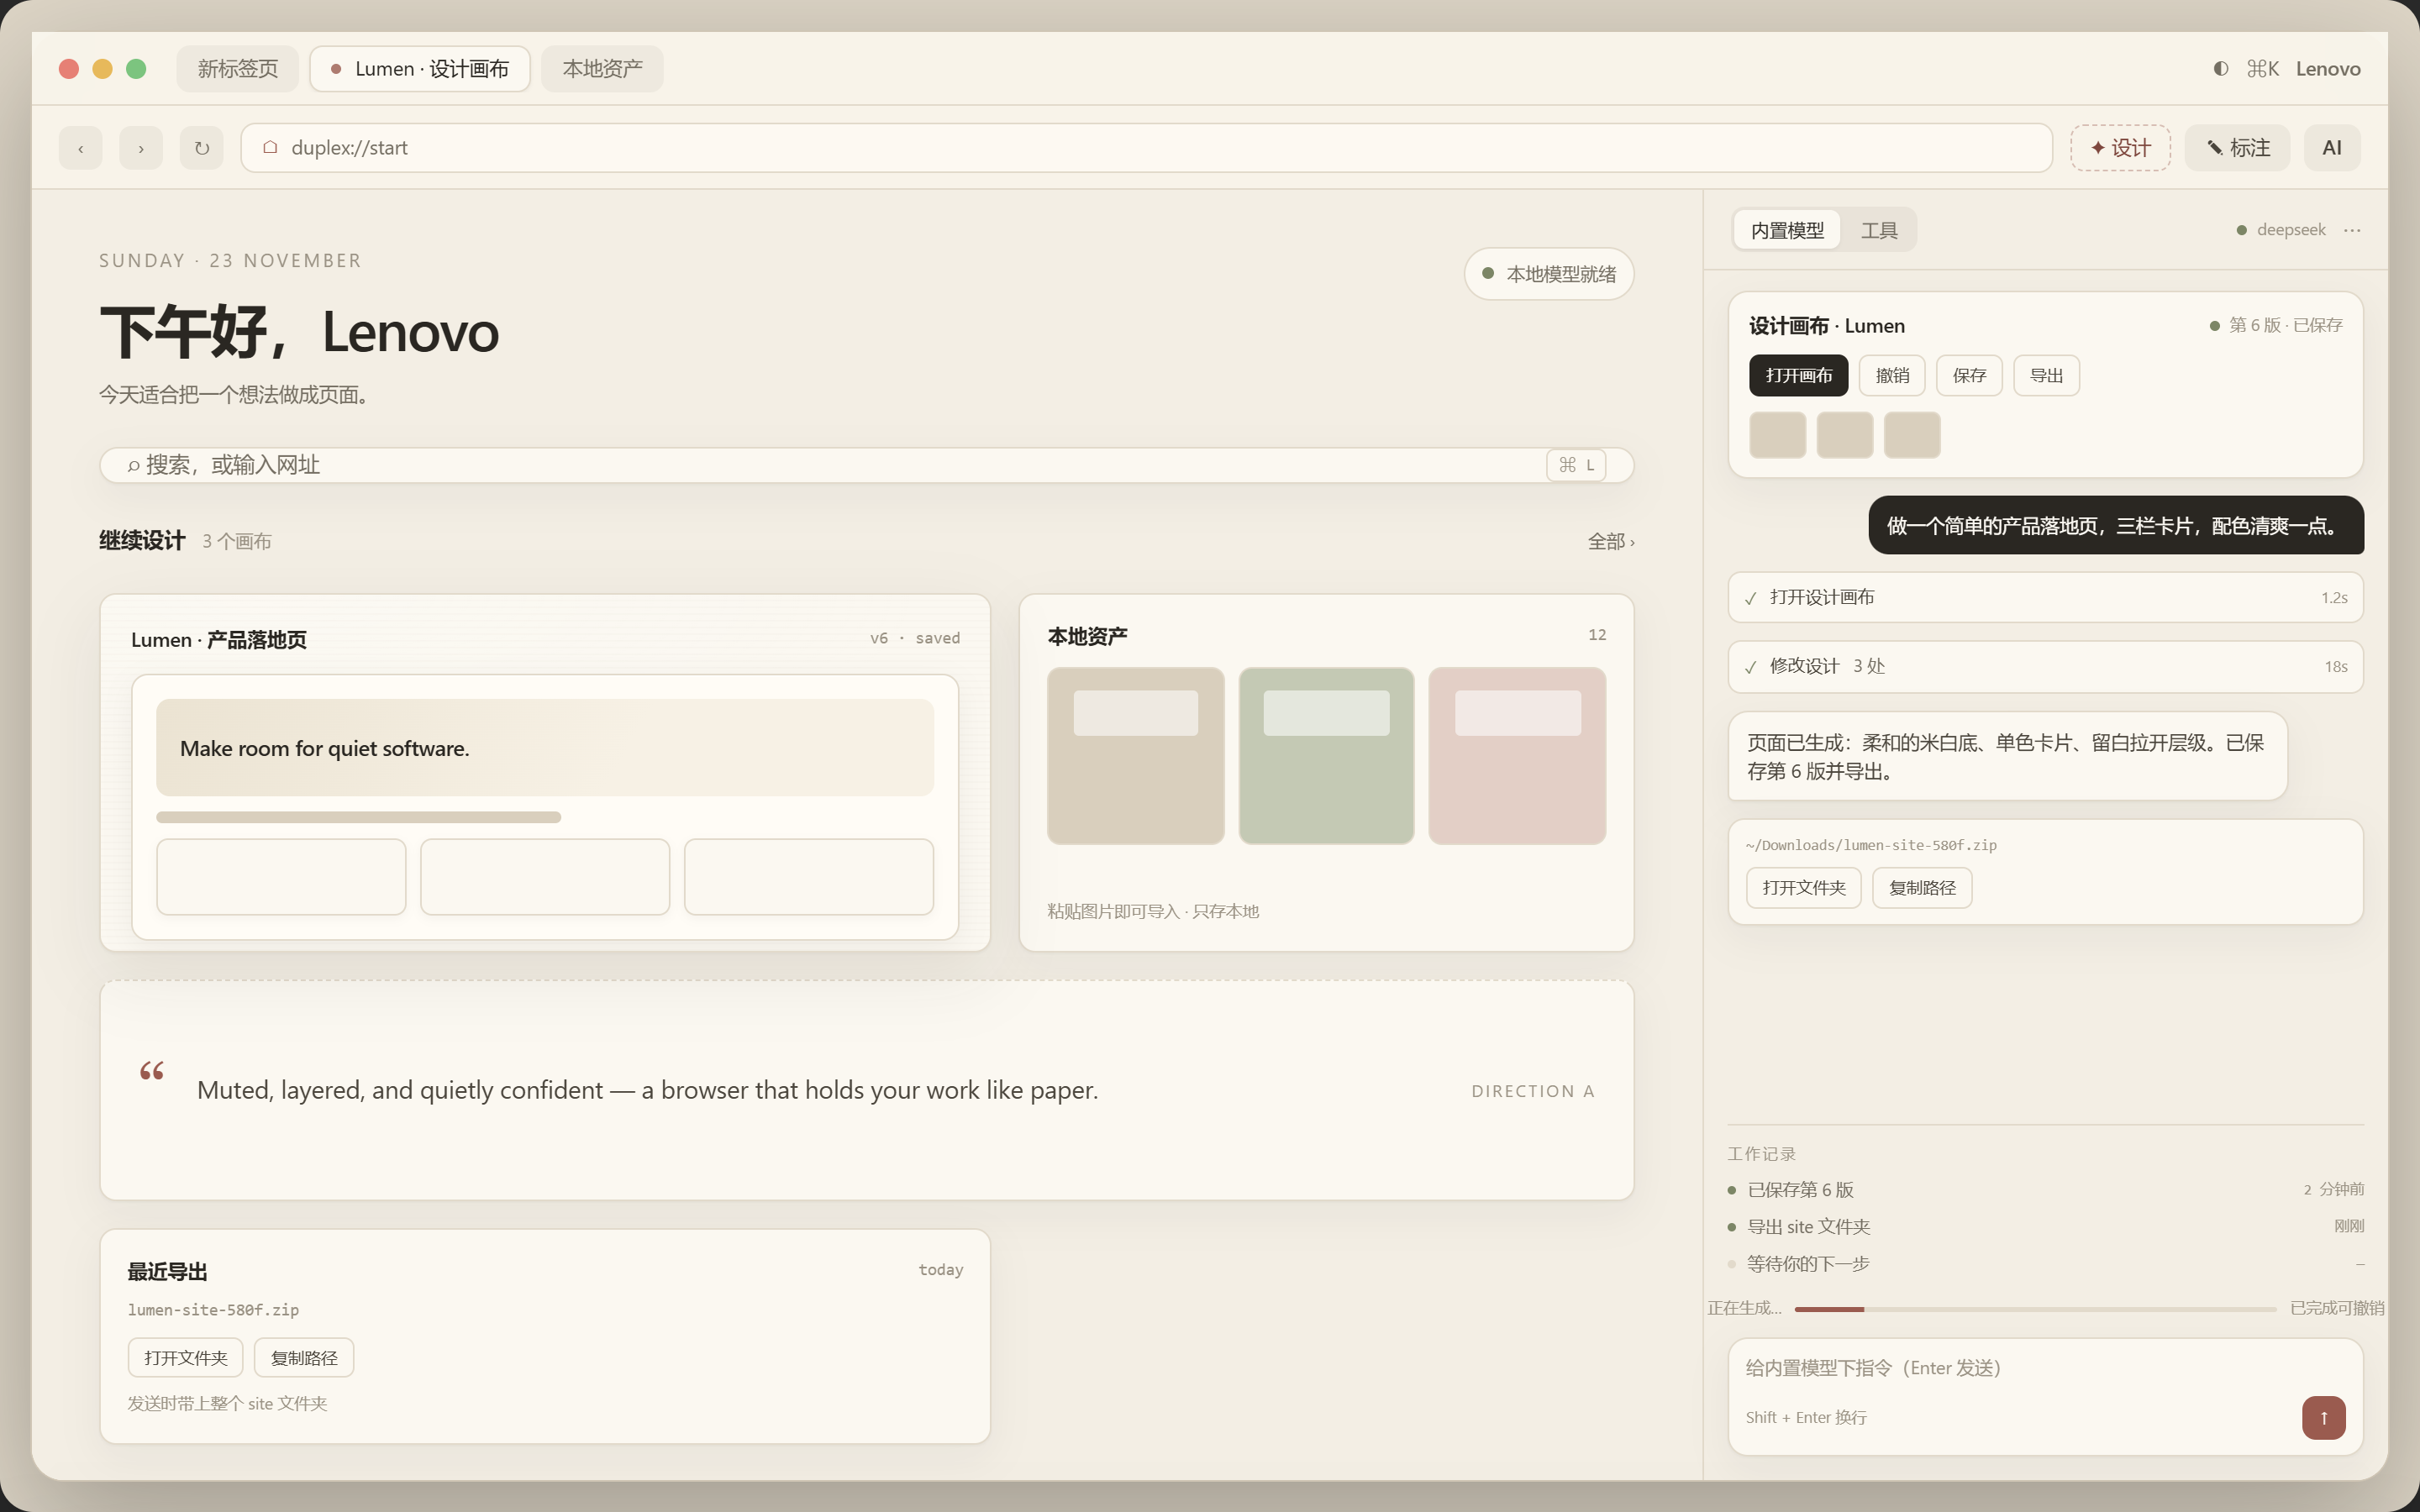 新标签页
Lumen · 设计画布
本地资产
⌘K
Lenovo
duplex://start
✦ 设计
标注
AI
SUNDAY · 23 NOVEMBER
下午好，Lenovo
今天适合把一个想法做成页面。
本地模型就绪
搜索，或输入网址
⌘ L
继续设计
3 个画布
全部 ›
Lumen · 产品落地页
v6 · saved
Make room for quiet software.
本地资产
12
粘贴图片即可导入 · 只存本地
“
Muted, layered, and quietly confident — a browser that holds your work like paper.
DIRECTION A
最近导出
today
lumen-site-580f.zip
打开文件夹
复制路径
发送时带上整个 site 文件夹
内置模型
工具
deepseek
···
设计画布 · Lumen
第 6 版 · 已保存
打开画布
撤销
保存
导出
做一个简单的产品落地页，三栏卡片，配色清爽一点。
✓ 打开设计画布
1.2s
✓ 修改设计 3 处
18s
页面已生成：柔和的米白底、单色卡片、留白拉开层级。已保
存第 6 版并导出。
~/Downloads/lumen-site-580f.zip
打开文件夹
复制路径
工作记录
已保存第 6 版
2 分钟前
导出 site 文件夹
刚刚
等待你的下一步
—
正在生成…
已完成可撤销
给内置模型下指令（Enter 发送）
Shift + Enter 换行
↑